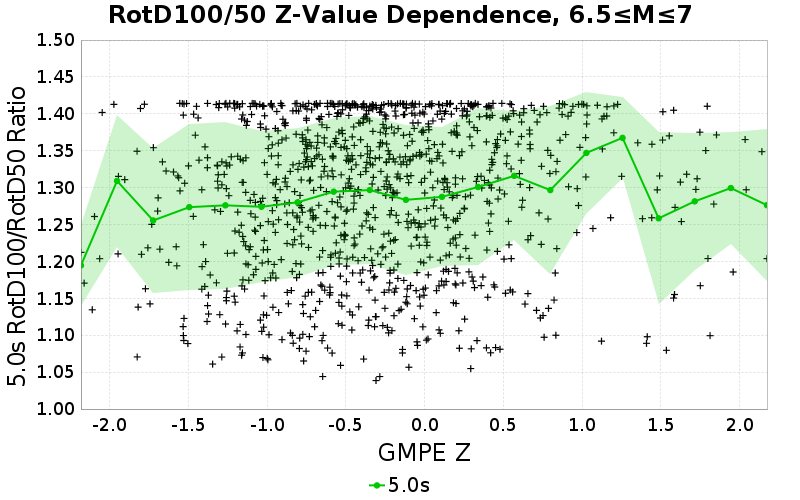 RotD100/50 Z-Value Dependence, 6.5≤M≤7
5.0s RotD100/RotD50 Ratio
1.50
1.45
1.40
1.35
1.30
1.25
1.20
1.15
1.10
1.05
1.00
-2.0 -1.5 -1.0 -0.5 0.0 0.5 1.0 1.5 2.0
GMPE Z
5.0s